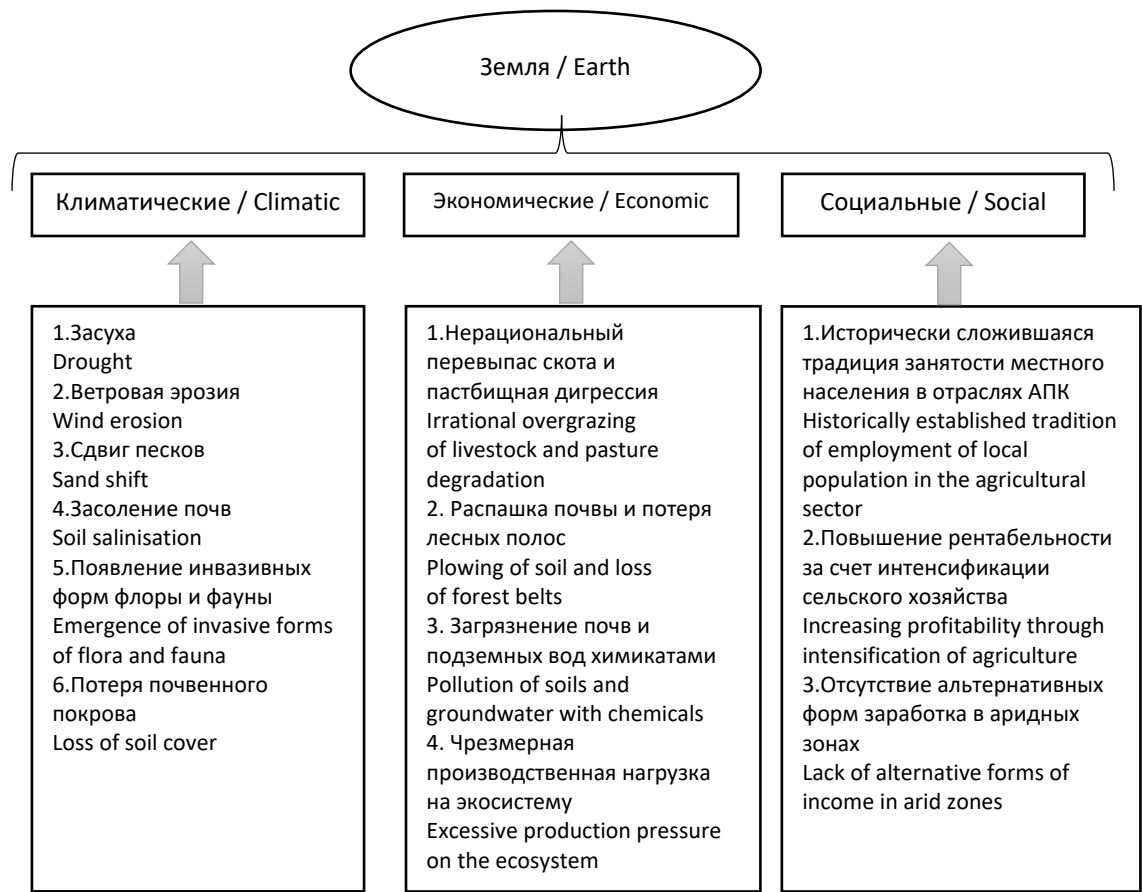 Земля / Earth
Климатические / Climatic
Экономические / Economic
Социальные / Social
1.Засуха
Drought
2.Ветровая эрозия
Wind erosion
3.Сдвиг песков
Sand shift
4.Засоление почв
Soil salinisation
5.Появление инвазивных
форм флоры и фауны
Emergence of invasive forms
of flora and fauna
6.Потеря почвенного
покрова
Loss of soil cover
1.Нерациональный
перевыпас скота и
пастбищная дигрессия
Irrational overgrazing
of livestock and pasture
degradation
2. Распашка почвы и потеря
лесных полос
Plowing of soil and loss
of forest belts
3. Загрязнение почв и
подземных вод химикатами
Pollution of soils and
groundwater with chemicals
4. Чрезмерная
производственная нагрузка
на экосистему
Excessive production pressure
on the ecosystem
1.Исторически сложившаяся
традиция занятости местного
населения в отраслях АПК
Historically established tradition
of employment of local
population in the agricultural
sector
2.Повышение рентабельности
за счет интенсификации
сельского хозяйства
Increasing profitability through
intensification of agriculture
3.Отсутствие альтернативных
форм заработка в аридных
зонах
Lack of alternative forms of
income in arid zones